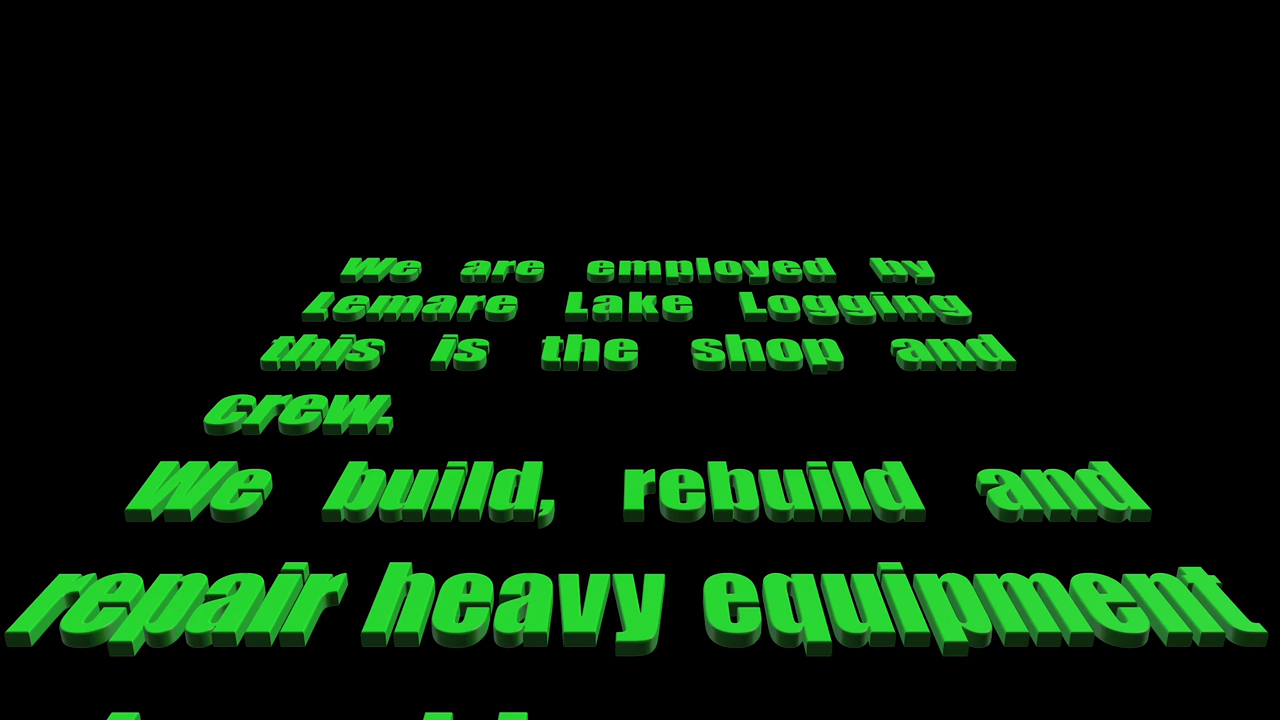 We are employed by
Lemare Lake Logging
this is the shop and
crew.
We build, rebuild and
repair heavy equipment